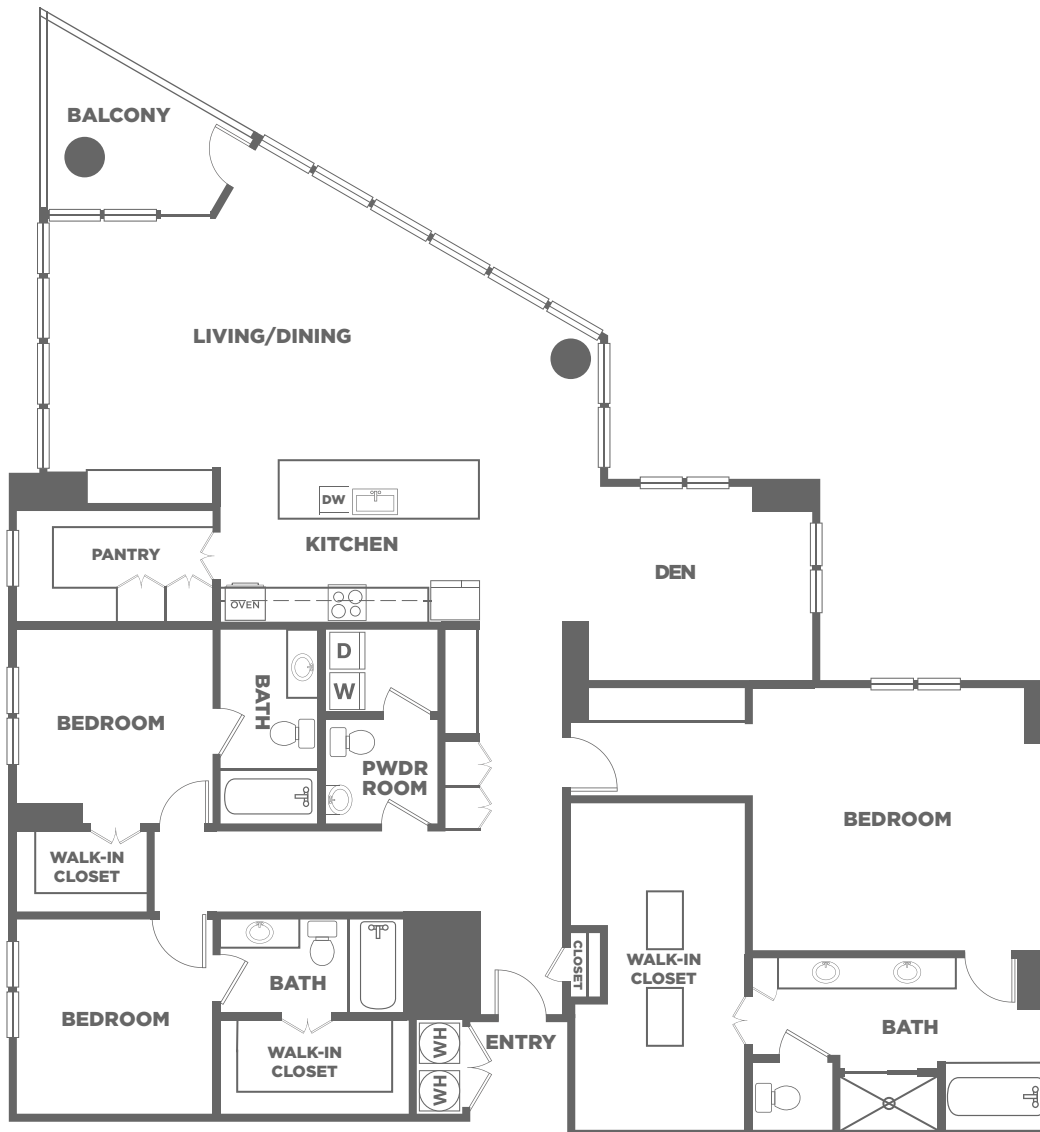 BALCONY
LIVING/DINING
DW
KITCHEN
PANTRY
DEN
OVEN
D
W
BATH
BEDROOM
PWDR
ROOM
BEDROOM
WALK-IN
CLOSET
CLOSET
WALK-IN
CLOSET
BATH
BEDROOM
BATH
ENTRY
WH
WALK-IN
CLOSET
WH